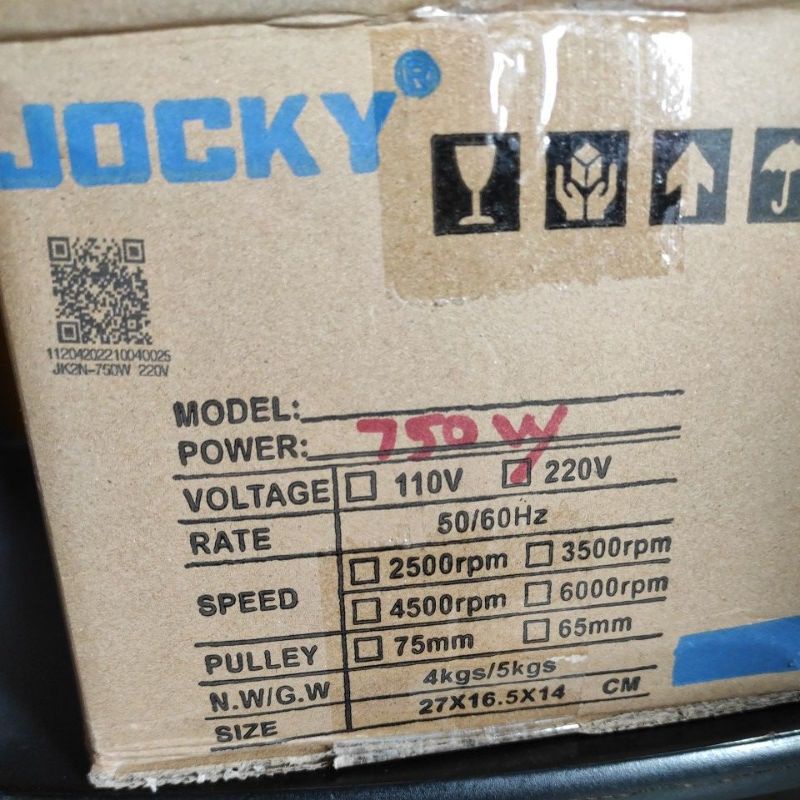 JOCKY®
11204202210040025
JK2N-750W 220V
MODEL:
POWER: 750W
VOLTAGE 110V 220V
RATE 50/60Hz
SPEED 2500rpm 3500rpm
4500rpm 6000rpm
PULLEY 75mm 65mm
N.W/G.W 4kgs/5kgs
SIZE 27X16.5X14 CM